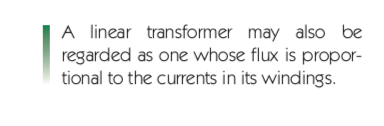 A linear transformer may also be
regarded as one whose flux is propor-
tional to the currents in its windings.